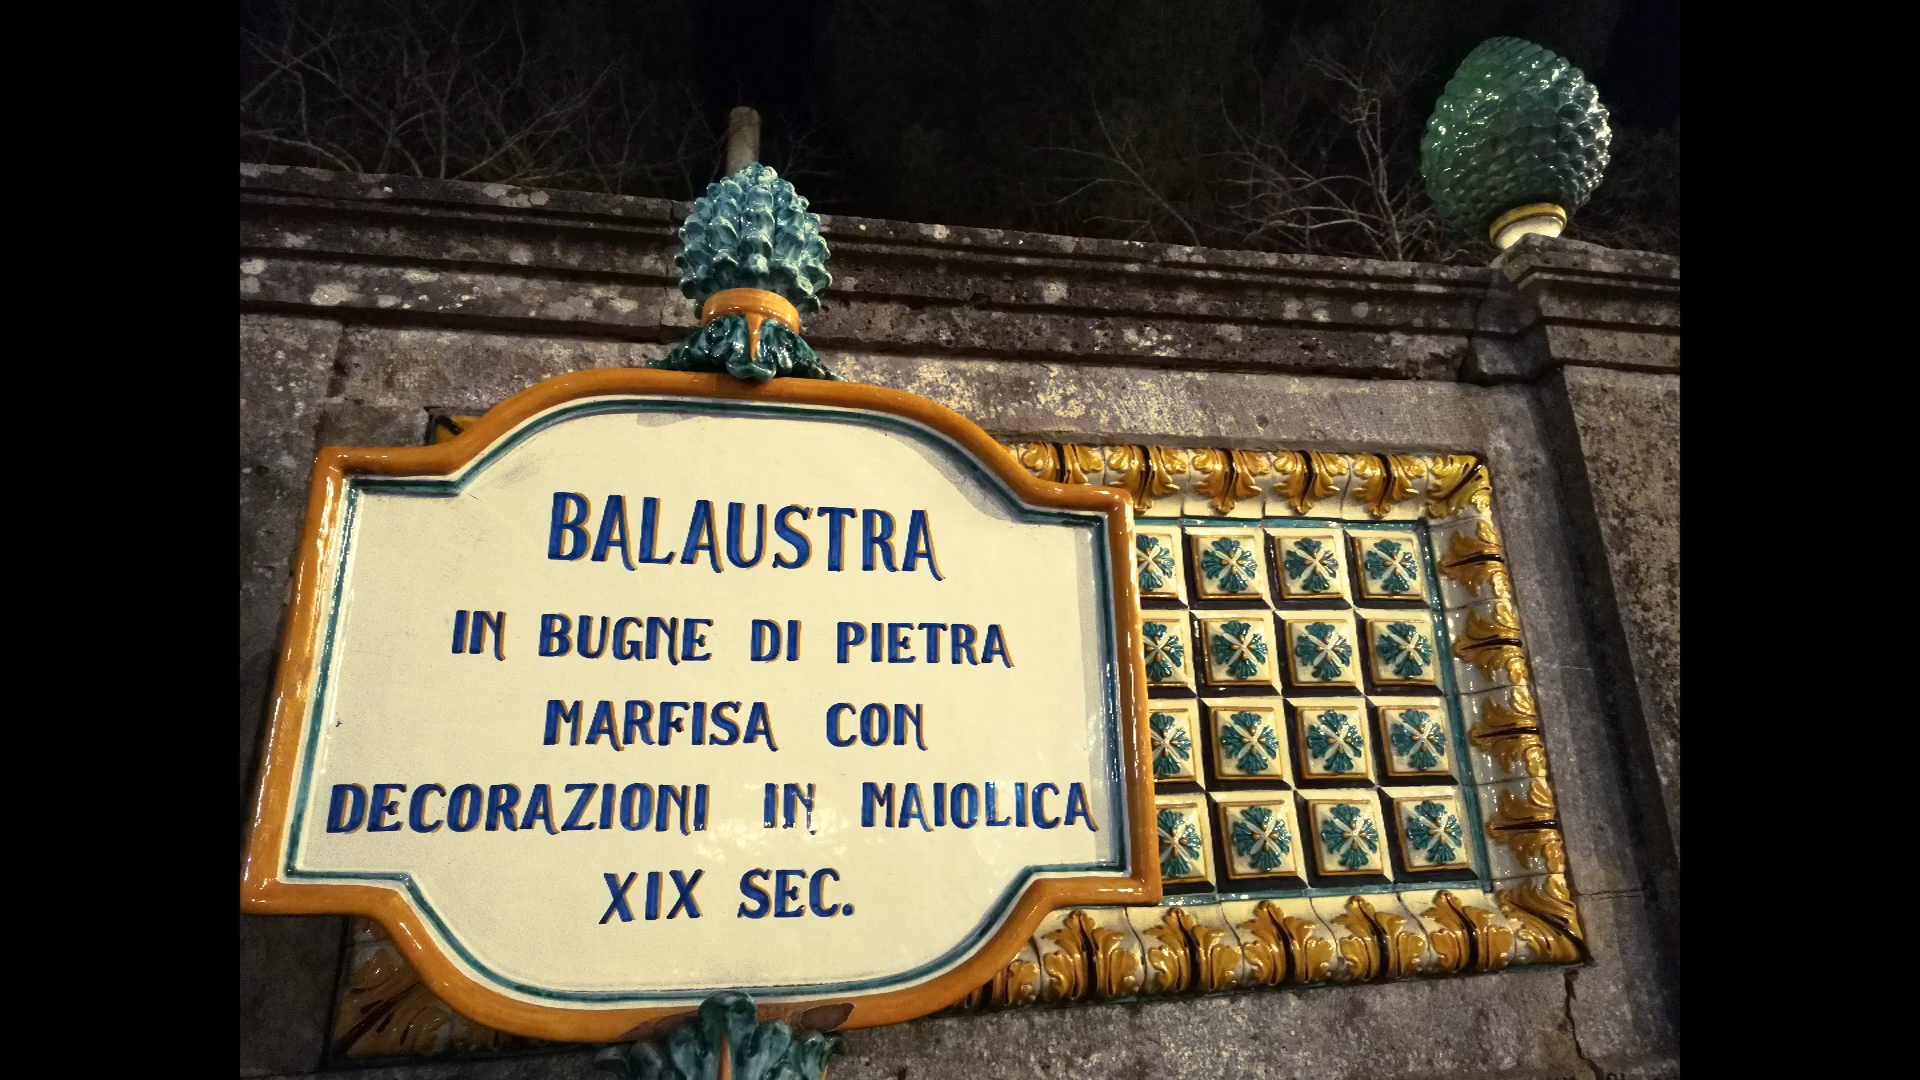 BALAUSTRA
IN BUGNE DI PIETRA
MARFISA CON
DECORAZIONI IN MAIOLICA
XIX SEC.